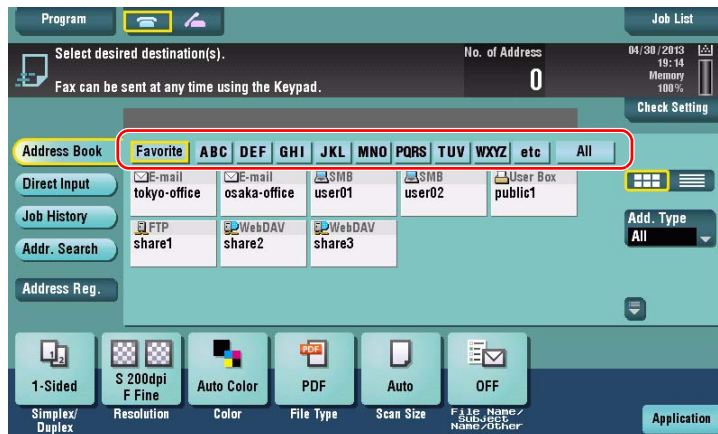 Program
Job List
Select desired destination(s).
Fax can be sent at any time using the Keypad.
No. of Address
0
04/30/2013
19:14
Memory
100%
Check Setting
Address Book
Favorite ABC DEF GHI JKL MNO PQRS TUV WXYZ etc All
Direct Input
Job History
Addr. Search
Address Reg.
E-mail
tokyo-office
E-mail
osaka-office
SMB
user01
SMB
user02
User Box
public1
FTP
share1
WebDAV
share2
WebDAV
share3
Add. Type
All
1 2
1-Sided
Simplex/
Duplex
S 200dpi
F Fine
Resolution
Auto Color
Color
PDF
PDF
File Type
Auto
Scan Size
OFF
File Name/
Subject
Name/Other
Application